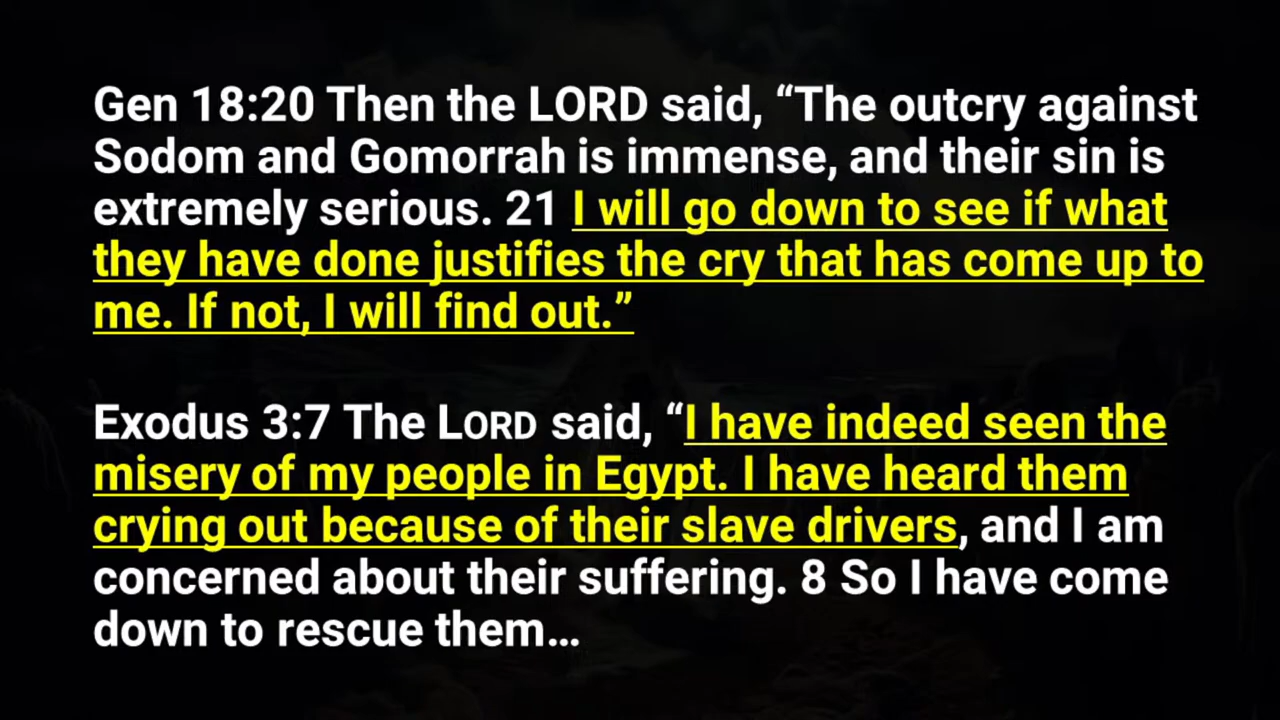 Gen 18:20 Then the LORD said, “The outcry against
Sodom and Gomorrah is immense, and their sin is
extremely serious. 21 I will go down to see if what
they have done justifies the cry that has come up to
me. If not, I will find out.”
Exodus 3:7 The LORD said, “I have indeed seen the
misery of my people in Egypt. I have heard them
crying out because of their slave drivers, and I am
concerned about their suffering. 8 So I have come
down to rescue them…